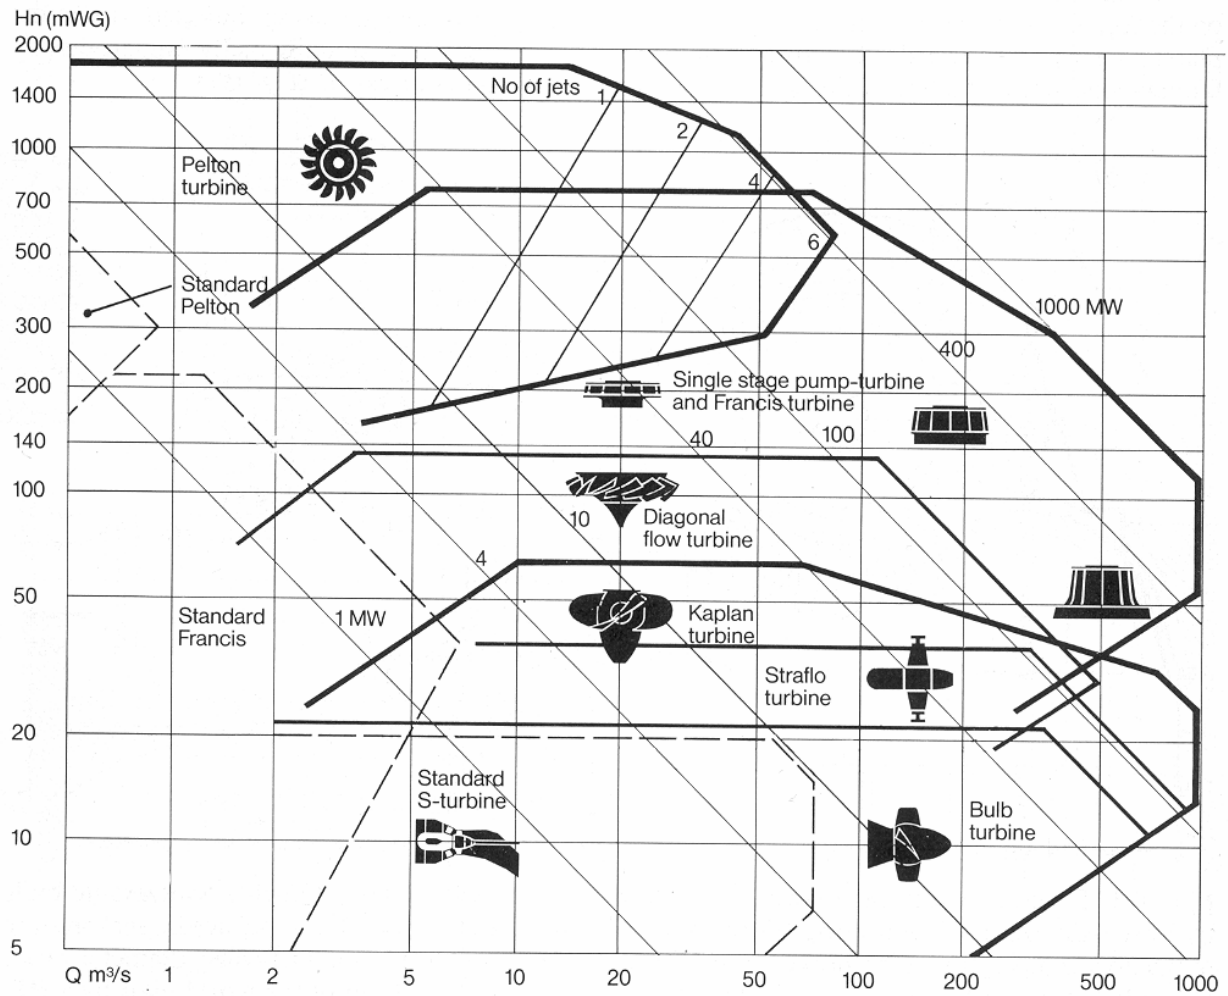 Hn (mWG)
2000
1400
1000
700
500
300
200
140
100
50
20
10
5
No of jets
1
2
4
6
Pelton
turbine
Standard
Pelton
1000 MW
400
Single stage pump-turbine
and Francis turbine
40
100
10
Diagonal
flow turbine
4
Standard
Francis
1 MW
Kaplan
turbine
Straflo
turbine
Standard
S-turbine
Bulb
turbine
Q m³/s
1
2
5
10
20
50
100
200
500
1000